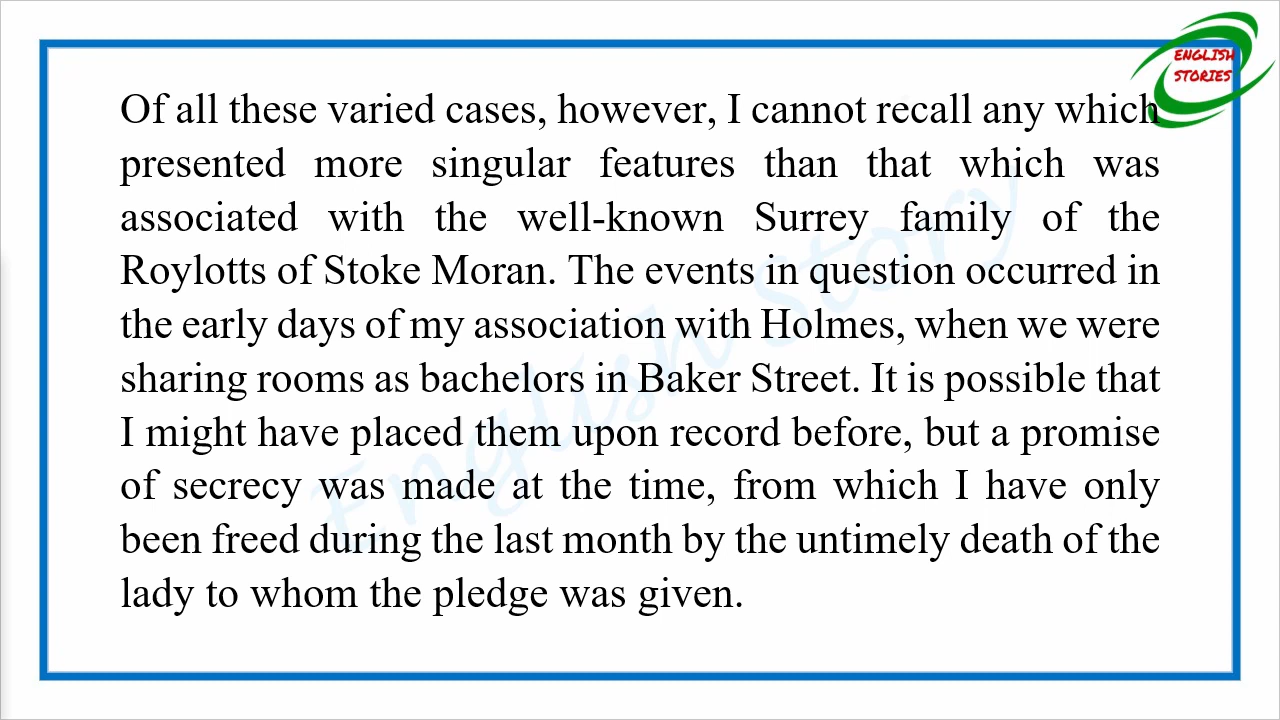 ENGLISH
STORIES
Of all these varied cases, however, I cannot recall any which
presented more singular features than that which was
associated with the well-known Surrey family of the
Roylotts of Stoke Moran. The events in question occurred in
the early days of my association with Holmes, when we were
sharing rooms as bachelors in Baker Street. It is possible that
I might have placed them upon record before, but a promise
of secrecy was made at the time, from which I have only
been freed during the last month by the untimely death of the
lady to whom the pledge was given.
English Story